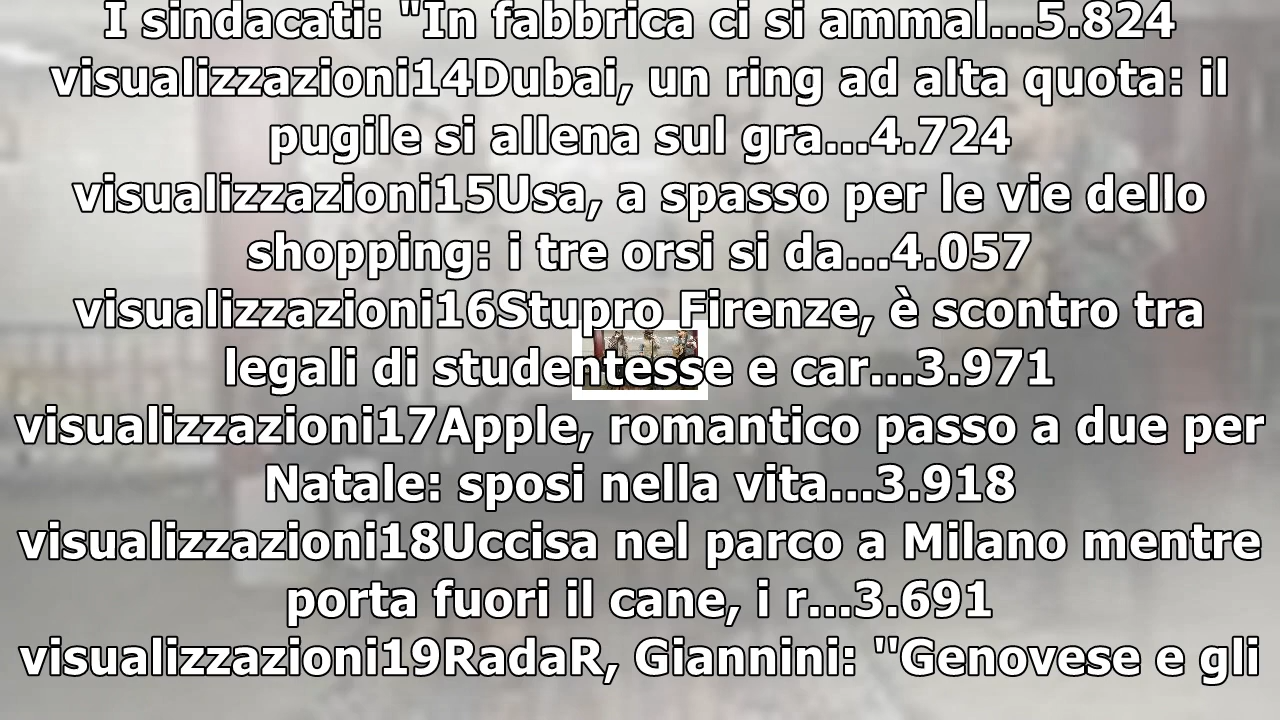 I sindacati: "In fabbrica ci si ammal...5.824
visualizzazioni14Dubai, un ring ad alta quota: il
pugile si allena sul gra...4.724
visualizzazioni15Usa, a spasso per le vie dello
shopping: i tre orsi si da...4.057
visualizzazioni16Stupro Firenze, è scontro tra
legali di studentesse e car...3.971
visualizzazioni17Apple, romantico passo a due per
Natale: sposi nella vita...3.918
visualizzazioni18Uccisa nel parco a Milano mentre
porta fuori il cane, i r...3.691
visualizzazioni19RadaR, Giannini: "Genovese e gli